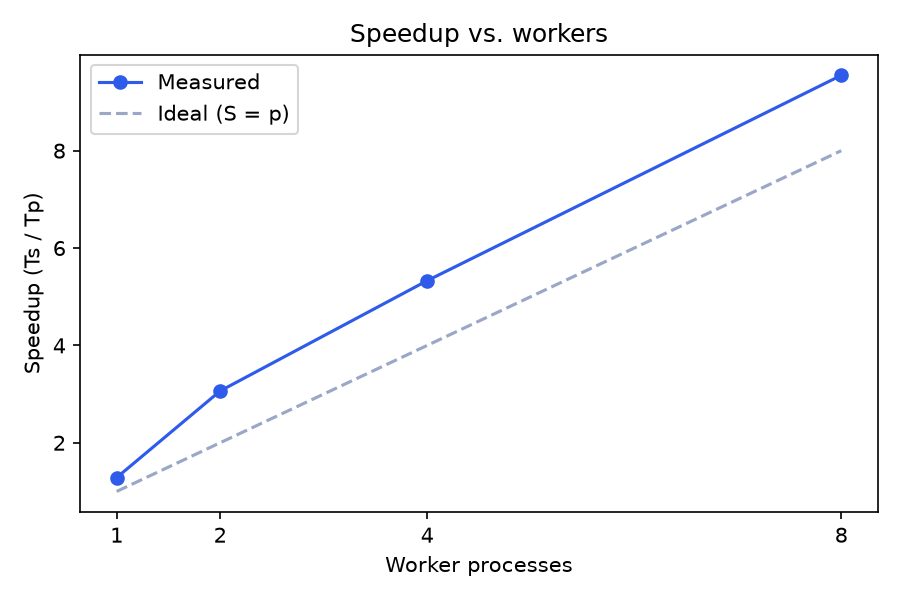 Speedup vs. workers
Measured
Ideal (S = p)
8
6
4
2
Speedup (Ts / Tp)
1 2 4 8
Worker processes